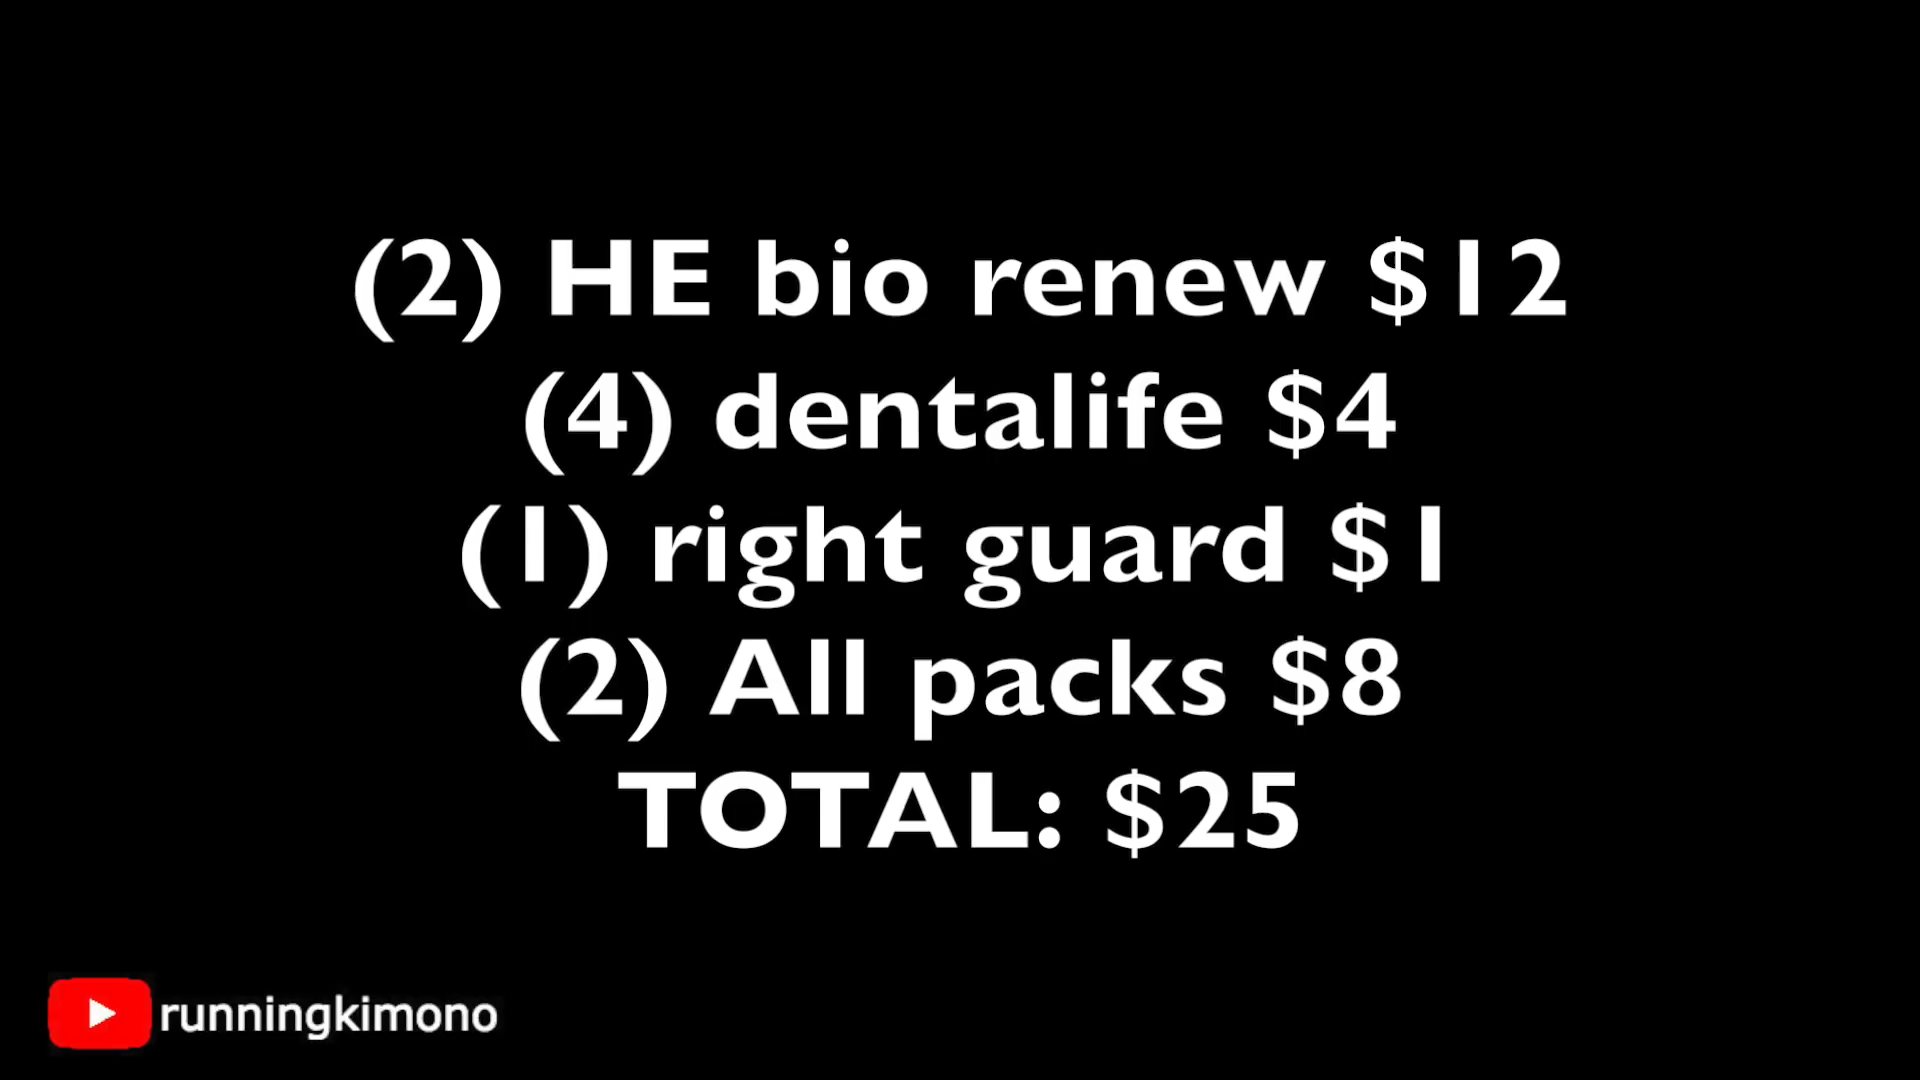 (2) HE bio renew $12
(4) dentalife $4
(1) right guard $1
(2) All packs $8
TOTAL: $25
runningkimono